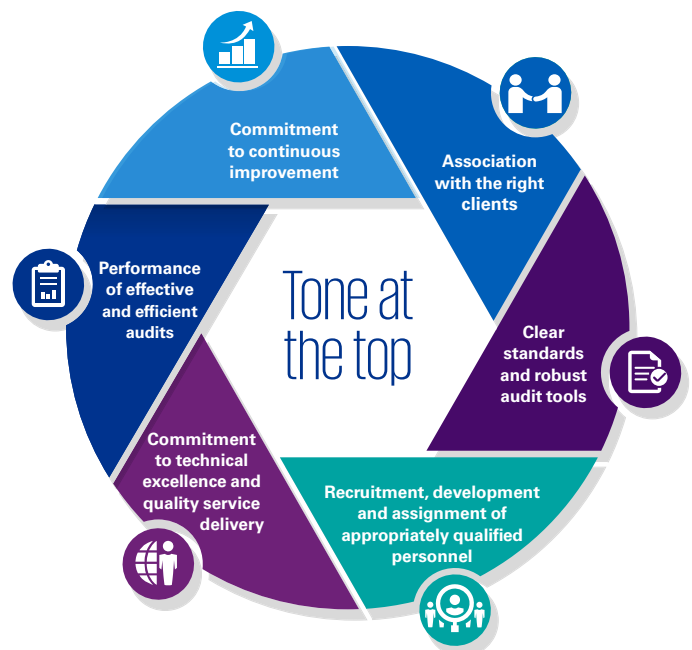 Commitment
to continuous
improvement
Association
with the right
clients
Clear
standards
and robust
audit tools
Recruitment, development
and assignment of
appropriately qualified
personnel
Commitment
to technical
excellence and
quality service
delivery
Performance
of effective
and efficient
audits
Tone at
the top